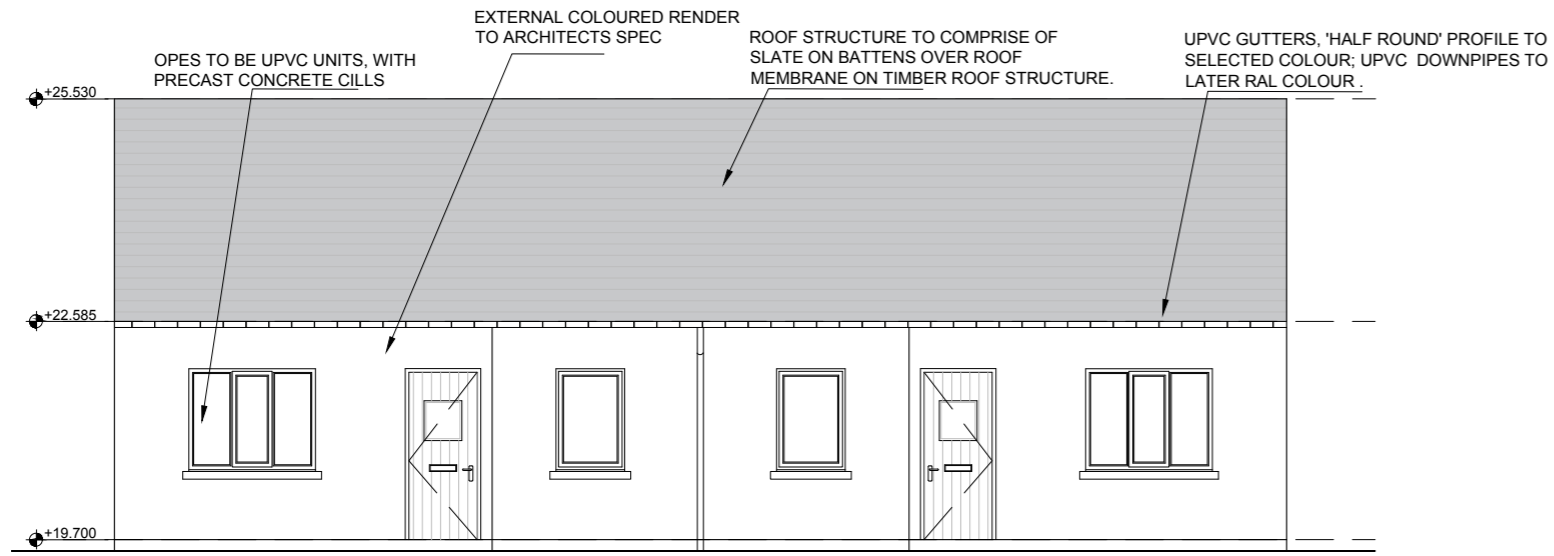 EXTERNAL COLOURED RENDER
TO ARCHITECTS SPEC
OPES TO BE UPVC UNITS, WITH
PRECAST CONCRETE CILLS
ROOF STRUCTURE TO COMPRISE OF
SLATE ON BATTENS OVER ROOF
MEMBRANE ON TIMBER ROOF STRUCTURE.
UPVC GUTTERS, 'HALF ROUND' PROFILE TO
SELECTED COLOUR; UPVC DOWNPIPES TO
LATER RAL COLOUR .
+25.530
+22.585
+19.700